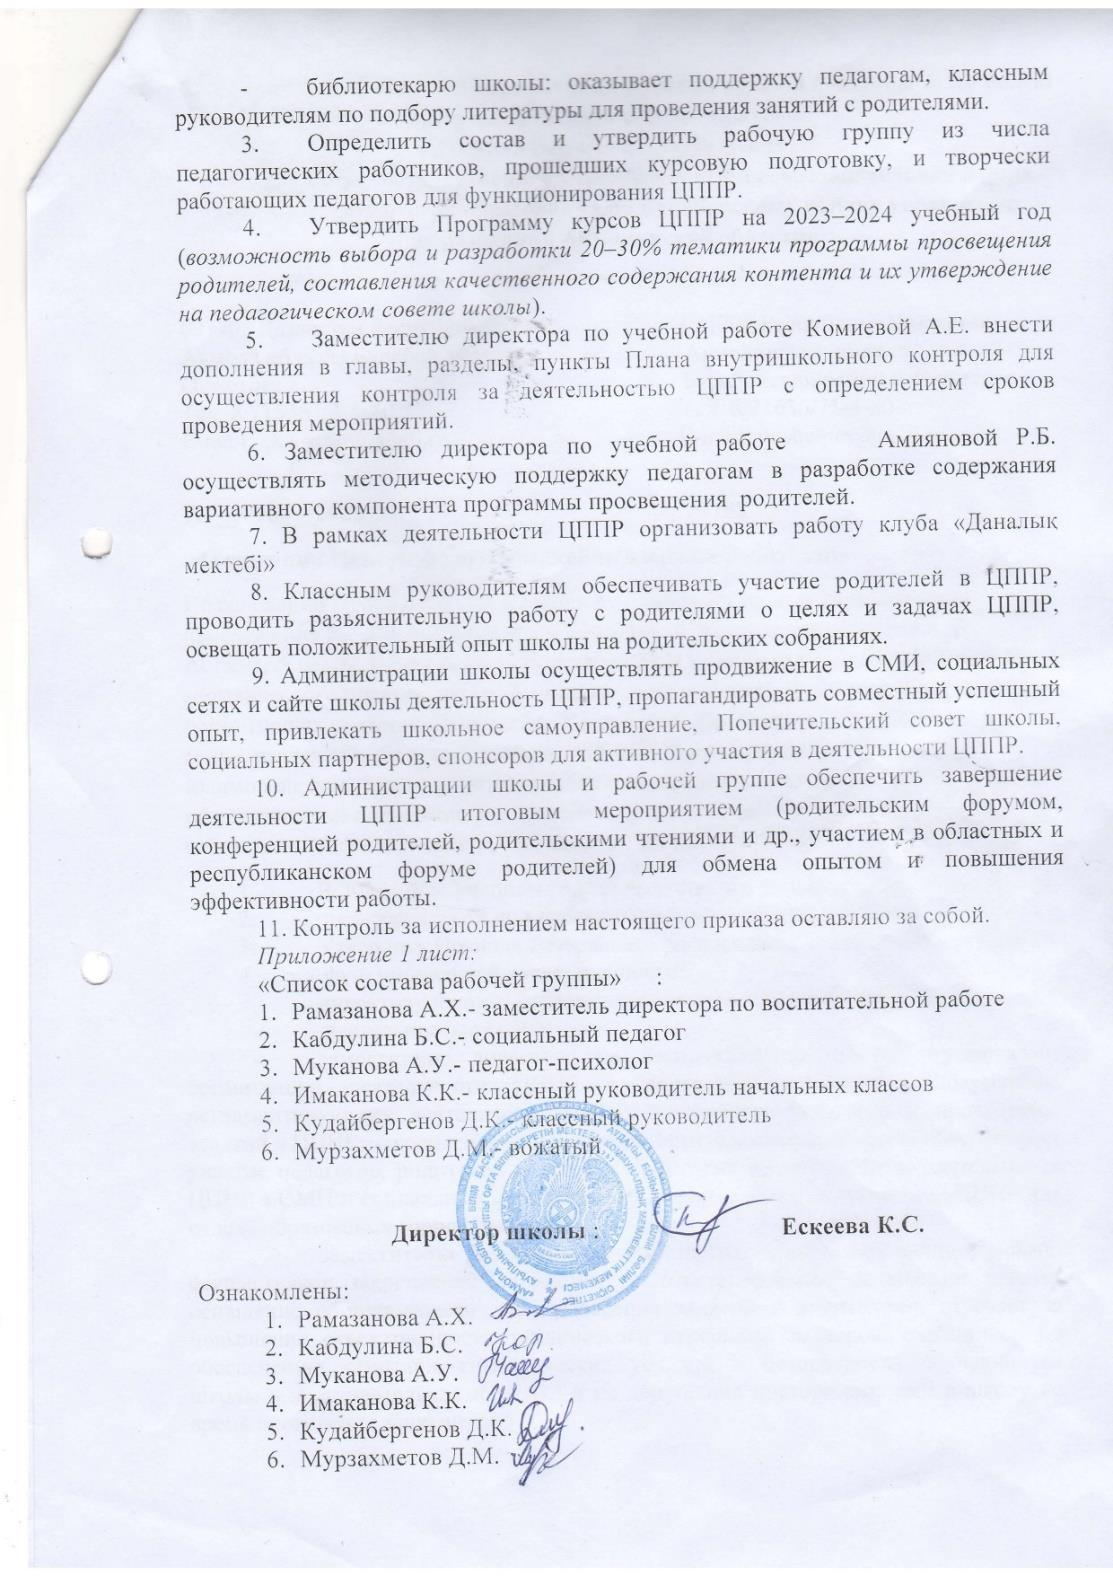 - библиотекарю школы: оказывает поддержку педагогам, классным
руководителям по подбору литературы для проведения занятий с родителями.
3. Определить состав и утвердить рабочую группу из числа
педагогических работников, прошедших курсовую подготовку, и творчески
работающих педагогов для функционирования ЦППР.
4. Утвердить Программу курсов ЦППР на 2023–2024 учебный год
(возможность выбора и разработки 20–30% тематики программы просвещения
родителей, составления качественного содержания контента и их утверждение
на педагогическом совете школы).
5. Заместителю директора по учебной работе Комиевой А.Е. внести
дополнения в главы, разделы, пункты Плана внутришкольного контроля для
осуществления контроля за деятельностью ЦППР с определением сроков
проведения мероприятий.
6. Заместителю директора по учебной работе Амияновой Р.Б.
осуществлять методическую поддержку педагогам в разработке содержания
вариативного компонента программы просвещения родителей.
7. В рамках деятельности ЦППР организовать работу клуба «Даналық
мектебі»
8. Классным руководителям обеспечивать участие родителей в ЦППР,
проводить разьяснительную работу с родителями о целях и задачах ЦППР,
освещать положительный опыт школы на родительских собраниях.
9. Администрации школы осуществлять продвижение в СМИ, социальных
сетях и сайте школы деятельность ЦППР, пропагандировать совместный успешный
опыт, привлекать школьное самоуправление, Попечительский совет школы,
социальных партнеров, спонсоров для активного участия в деятельности ЦППР.
10. Администрации школы и рабочей группе обеспечить завершение
деятельности ЦППР итоговым мероприятием (родительским форумом,
конференцией родителей, родительскими чтениями и др., участием в областных и
республиканском форуме родителей) для обмена опытом и повышения
эффективности работы.
11. Контроль за исполнением настоящего приказа оставляю за собой.
Приложение 1 лист:
«Список состава рабочей группы» :
1. Рамазанова А.Х.- заместитель директора по воспитательной работе
2. Кабдулина Б.С.- социальный педагог
3. Муканова А.У.- педагог-психолог
4. Имаканова К.К.- классный руководитель начальных классов
5. Кудайбергенов Д.К.- классный руководитель
6. Мурзахметов Д.М.- вожатый
Директор школы : Ескеева К.С.
Ознакомлены:
1. Рамазанова А.Х.
2. Кабдулина Б.С.
3. Муканова А.У.
4. Имаканова К.К.
5. Кудайбергенов Д.К.
6. Мурзахметов Д.М.